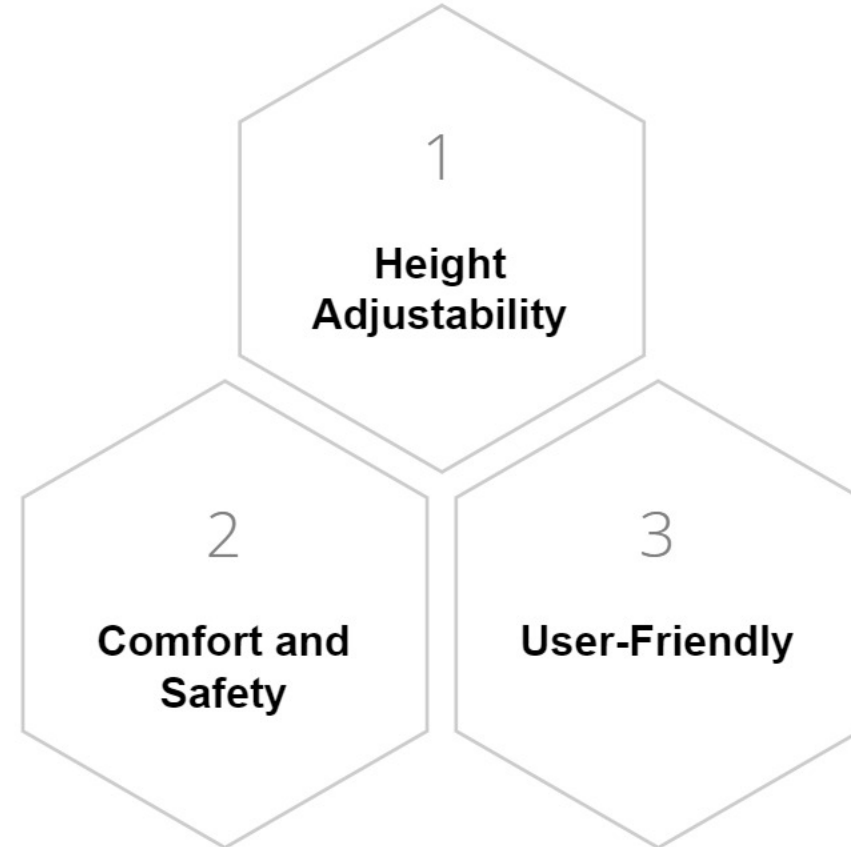 1
Height
Adjustability
2
Comfort and
Safety
3
User-Friendly